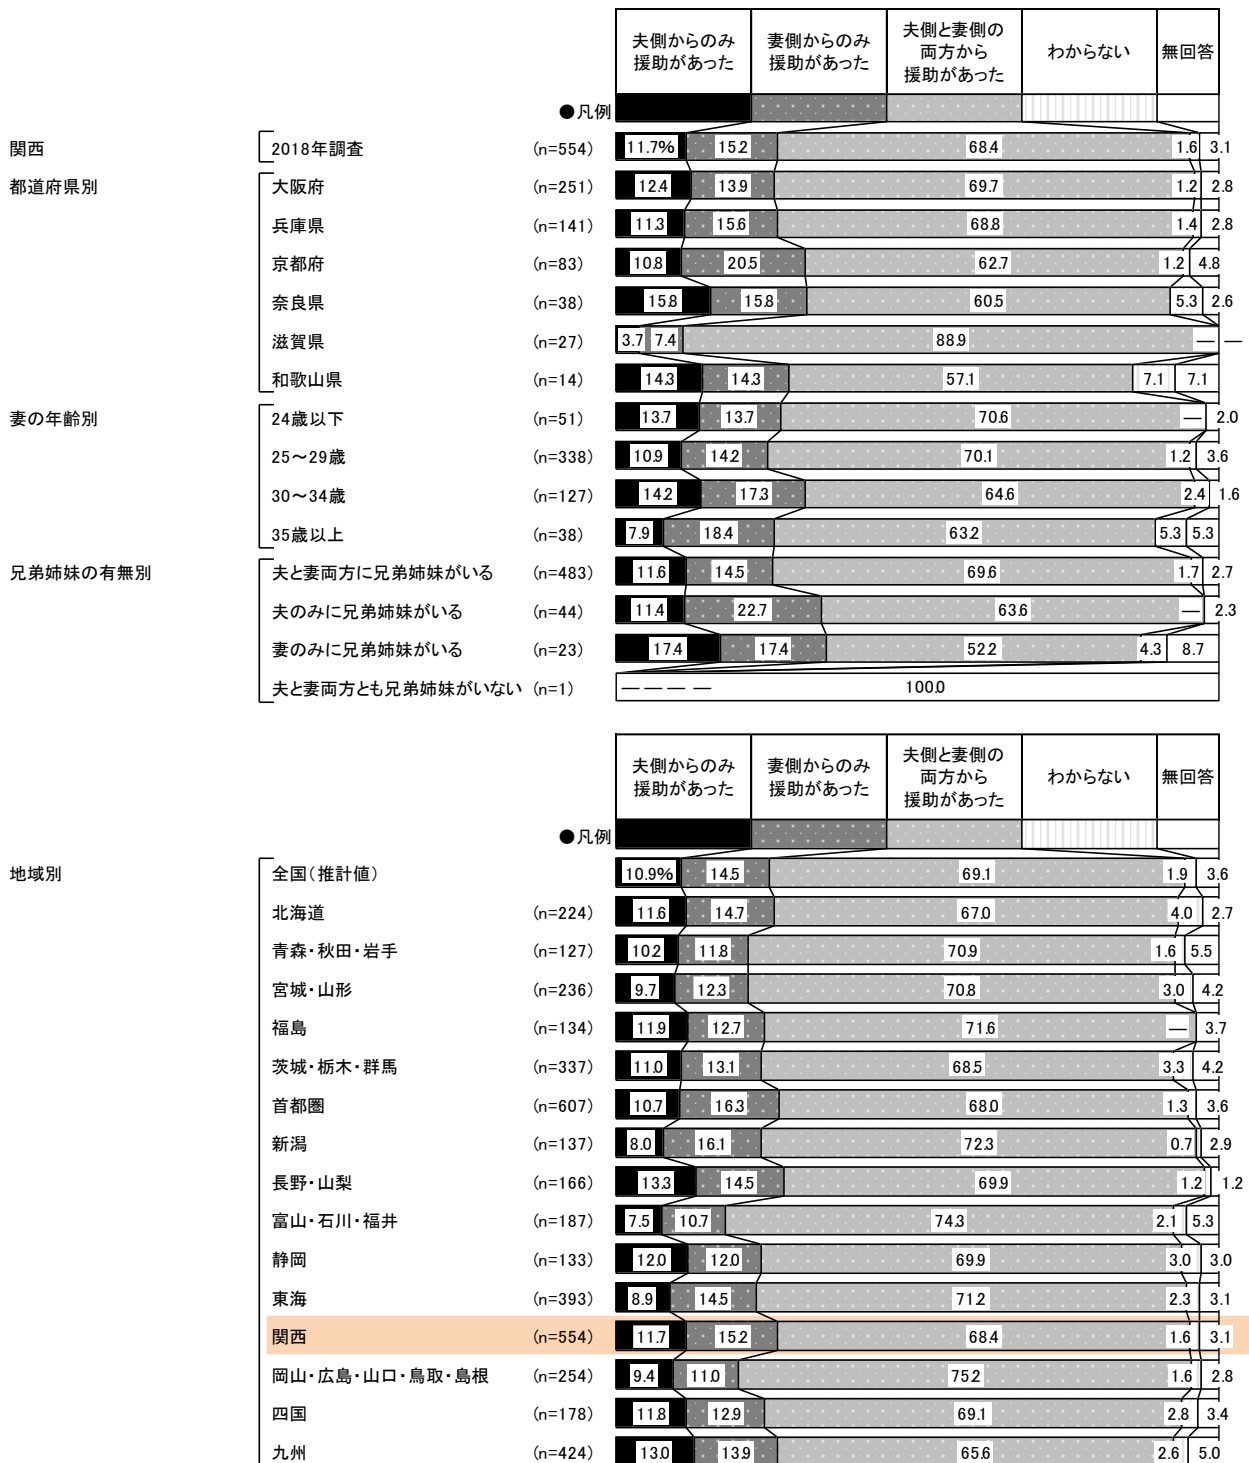 夫側からのみ
援助があった
妻側からのみ
援助があった
夫側と妻側の
両方から
援助があった
わからない
無回答
●凡例
関西 2018年調査 (n=554) 11.7% 15.2 68.4 1.6 3.1
都道府県別 大阪府 (n=251) 12.4 13.9 69.7 1.2 2.8
兵庫県 (n=141) 11.3 15.6 68.8 1.4 2.8
京都府 (n=83) 10.8 20.5 62.7 1.2 4.8
奈良県 (n=38) 15.8 15.8 60.5 5.3 2.6
滋賀県 (n=27) 3.7 7.4 88.9 — —
和歌山県 (n=14) 14.3 14.3 57.1 7.1 7.1
妻の年齢別 24歳以下 (n=51) 13.7 13.7 70.6 — 2.0
25～29歳 (n=338) 10.9 14.2 70.1 1.2 3.6
30～34歳 (n=127) 14.2 17.3 64.6 2.4 1.6
35歳以上 (n=38) 7.9 18.4 63.2 5.3 5.3
兄弟姉妹の有無別 夫と妻両方に兄弟姉妹がいる (n=483) 11.6 14.5 69.6 1.7 2.7
夫のみに兄弟姉妹がいる (n=44) 11.4 22.7 63.6 — 2.3
妻のみに兄弟姉妹がいる (n=23) 17.4 17.4 52.2 4.3 8.7
夫と妻両方とも兄弟姉妹がいない (n=1) — — — — 100.0
夫側からのみ
援助があった
妻側からのみ
援助があった
夫側と妻側の
両方から
援助があった
わからない
無回答
●凡例
地域別 全国(推計値) 10.9% 14.5 69.1 1.9 3.6
北海道 (n=224) 11.6 14.7 67.0 4.0 2.7
青森・秋田・岩手 (n=127) 10.2 11.8 70.9 1.6 5.5
宮城・山形 (n=236) 9.7 12.3 70.8 3.0 4.2
福島 (n=134) 11.9 12.7 71.6 — 3.7
茨城・栃木・群馬 (n=337) 11.0 13.1 68.5 3.3 4.2
首都圏 (n=607) 10.7 16.3 68.0 1.3 3.6
新潟 (n=137) 8.0 16.1 72.3 0.7 2.9
長野・山梨 (n=166) 13.3 14.5 69.9 1.2 1.2
富山・石川・福井 (n=187) 7.5 10.7 74.3 2.1 5.3
静岡 (n=133) 12.0 12.0 69.9 3.0 3.0
東海 (n=393) 8.9 14.5 71.2 2.3 3.1
関西 (n=554) 11.7 15.2 68.4 1.6 3.1
岡山・広島・山口・鳥取・島根 (n=254) 9.4 11.0 75.2 1.6 2.8
四国 (n=178) 11.8 12.9 69.1 2.8 3.4
九州 (n=424) 13.0 13.9 65.6 2.6 5.0